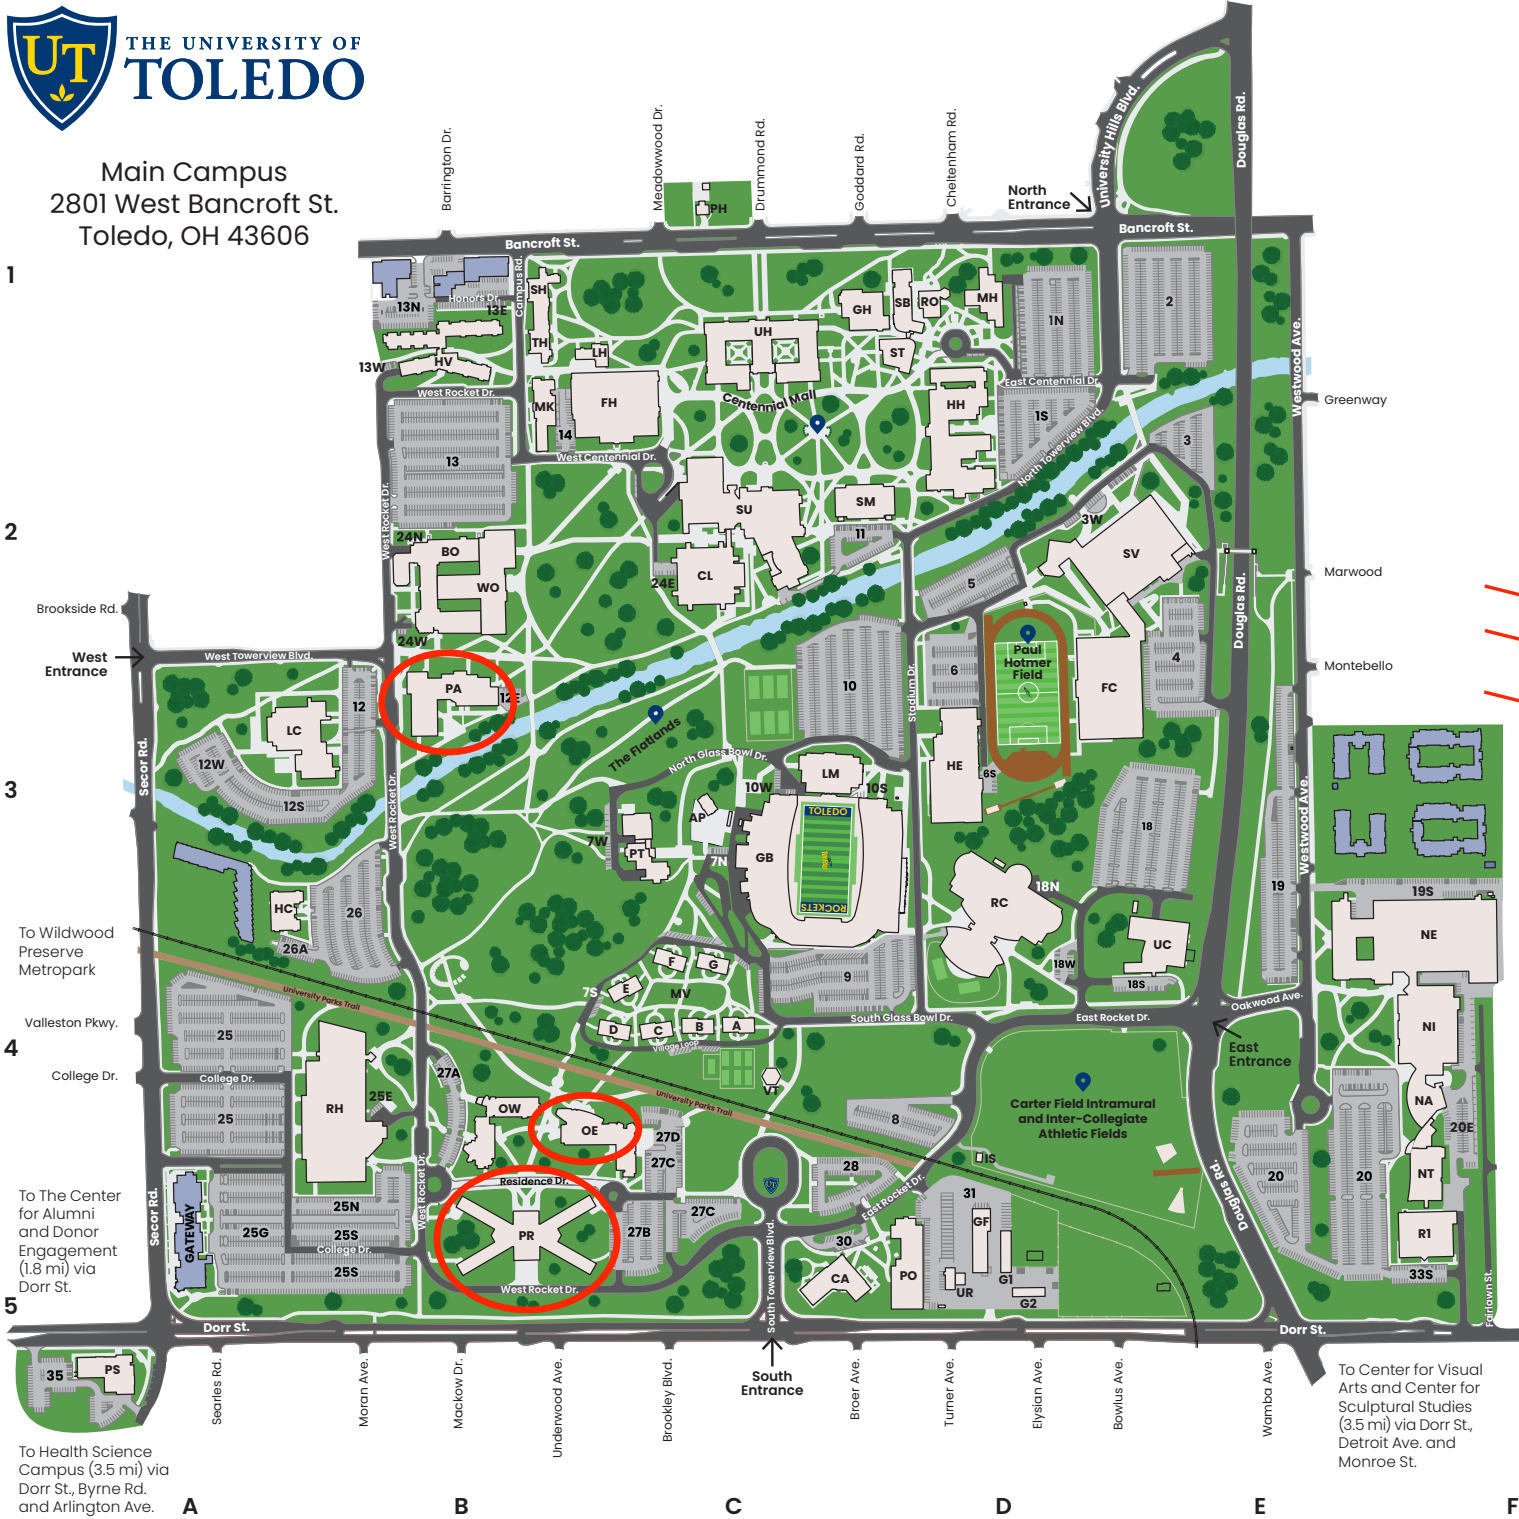 UT
THE UNIVERSITY OF
TOLEDO
Main Campus
2801 West Bancroft St.
Toledo, OH 43606
Barrington Dr.
Meadowwood Dr.
Drummond Rd.
Goddard Rd.
Cheltenham Rd.
University Hills Blvd.
Douglas Rd.
North
Entrance
PH
Bancroft St.
Bancroft St.
1
13N
Honors Dr.
13E
Campus Rd.
SH
TH
LH
UH
GH
SB
RO
MH
ST
1N
2
Westwood Ave.
13W
HV
West Rocket Dr.
MK
FH
14
Centennial Mall
HH
East Centennial Dr.
1S
North Towerview Blvd.
3
Greenway
13
West Centennial Dr.
West Rocket Dr.
SU
SM
11
3W
SV
2
24N
BO
WO
24E
CL
5
Marwood
Brookside Rd.
24W
West
Entrance
West Towerview Blvd.
Douglas Rd.
Paul
Hotmer
Field
6
4
Montebello
PA
12E
12
10
FC
Stadium Dr.
LC
The Flatlands
Secor Rd.
12W
North Glass Bowl Dr.
HE
6S
3
12S
West Rocket Dr.
10W
LM
10S
AP
TOLEDO
ROCKETS
GB
7W
PT
7N
18
Westwood Ave.
19
19S
RC
18N
HC
26
26A
To Wildwood
Preserve
Metropark
F
G
E
7S
MV
D
C
B
A
Village Loop
9
18W
UC
18S
NE
University Parks Trail
Valleston Pkwy.
25
South Glass Bowl Dr.
East Rocket Dr.
Oakwood Ave.
NI
4
East
Entrance
College Dr.
College Dr.
27A
VT
RH
25E
25
OW
OE
University Parks Trail
27D
27C
8
Carter Field Intramural
and Inter-Collegiate
Athletic Fields
NA
20E
IS
To The Center
for Alumni
and Donor
Engagement
(1.8 mi) via
Dorr St.
Secor Rd.
GATEWAY
Residence Dr.
West Rocket Dr.
UT
28
East Rocket Dr.
31
20
20
NT
Douglas Rd.
25N
25G
25S
College Dr.
25S
PR
27B
27C
30
GF
R1
CA
PO
G1
UR
G2
33S
West Rocket Dr.
South Towerview Blvd.
Fairlawn St.
5
Dorr St.
Dorr St.
35
PS
Searles Rd.
Moran Ave.
Mackow Dr.
Underwood Ave.
Brookley Blvd.
South
Entrance
Broer Ave.
Turner Ave.
Elysian Ave.
Bowlus Ave.
Wamba Ave.
To Center for Visual
Arts and Center for
Sculptural Studies
(3.5 mi) via Dorr St.,
Detroit Ave. and
Monroe St.
To Health Science
Campus (3.5 mi) via
Dorr St., Byrne Rd.
and Arlington Ave.
A
B
C
D
E
F